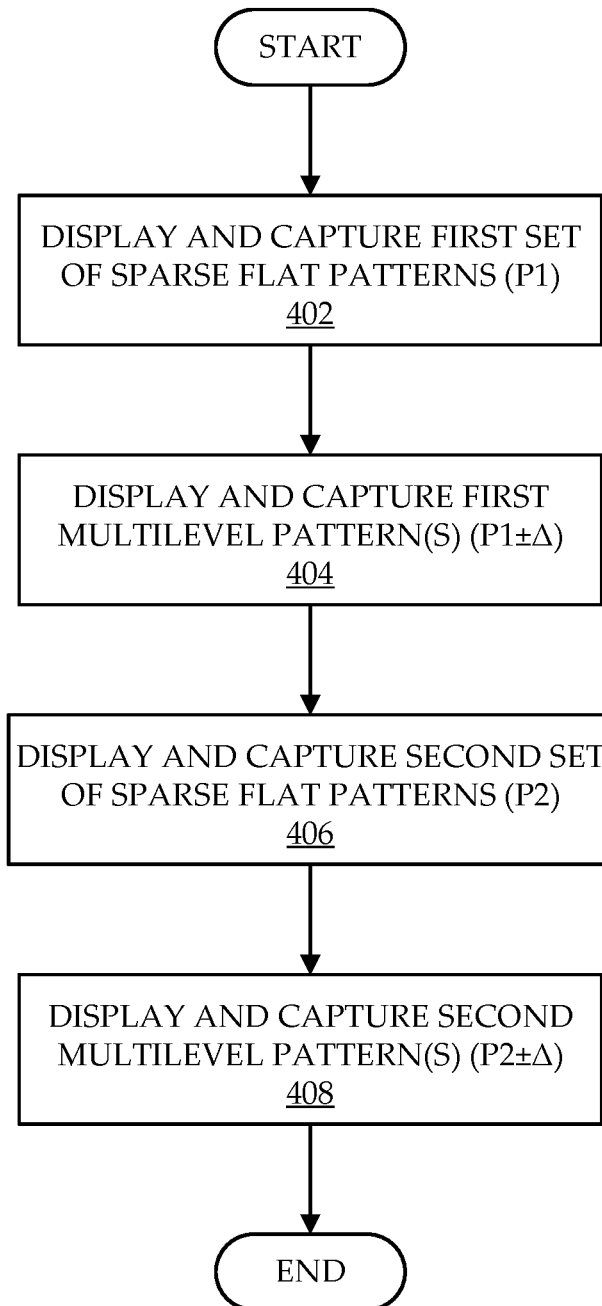 START
DISPLAY AND CAPTURE FIRST SET
OF SPARSE FLAT PATTERNS (P1)
402
DISPLAY AND CAPTURE FIRST
MULTILEVEL PATTERN(S) (P1±Δ)
404
DISPLAY AND CAPTURE SECOND SET
OF SPARSE FLAT PATTERNS (P2)
406
DISPLAY AND CAPTURE SECOND
MULTILEVEL PATTERN(S) (P2±Δ)
408
END